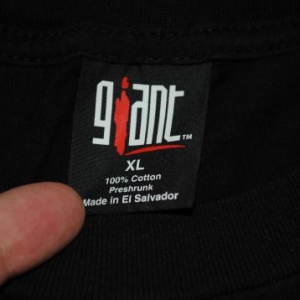 giant™
XL
100% Cotton
Preshrunk
Made in El Salvador